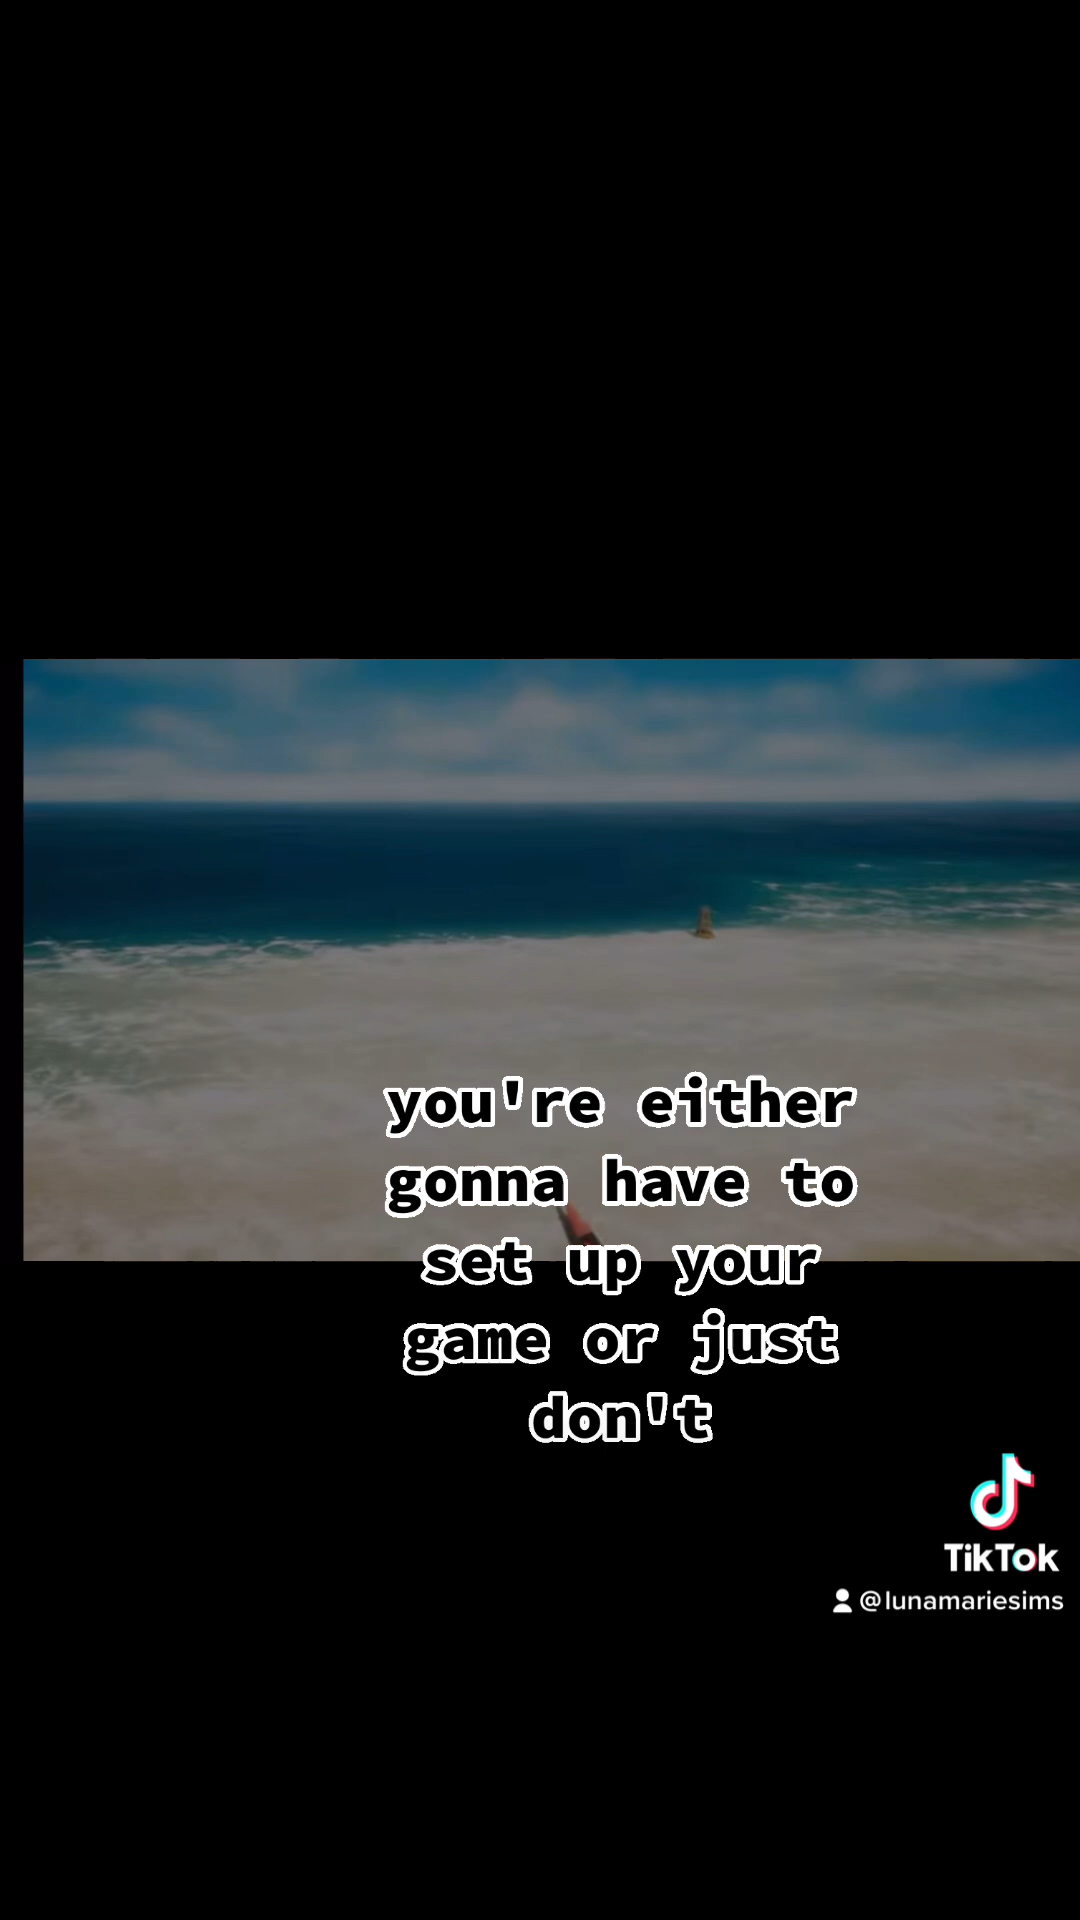 you're either
gonna have to
set up your
game or just
don't
TikTok
@lunamariesims